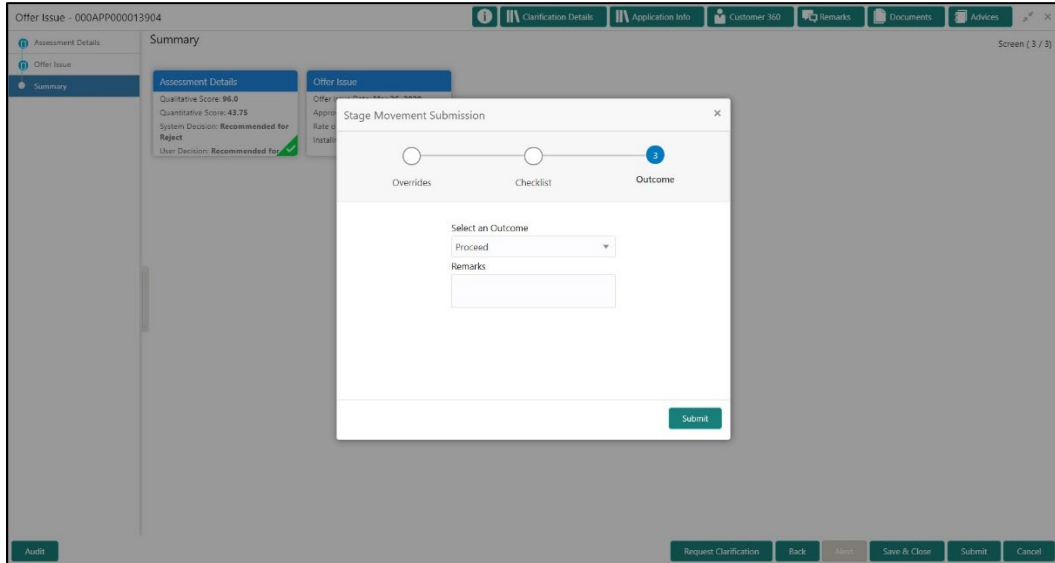 Offer Issue - 000APP000013904
Clarification Details
Application Info
Customer 360
Remarks
Documents
Advices
Assessment Details
Offer Issue
Summary
Summary
Screen ( 3 / 3)
Assessment Details
Qualitative Score: 96.0
Quantitative Score: 43.75
System Decision: Recommended for
Reject
User Decision: Recommended for
Offer Issue
Offer
Stage Movement Submission
3
Overrides
Checklist
Outcome
Select an Outcome
Proceed
Remarks
Submit
Audit
Request Clarification
Back
Next
Save & Close
Submit
Cancel